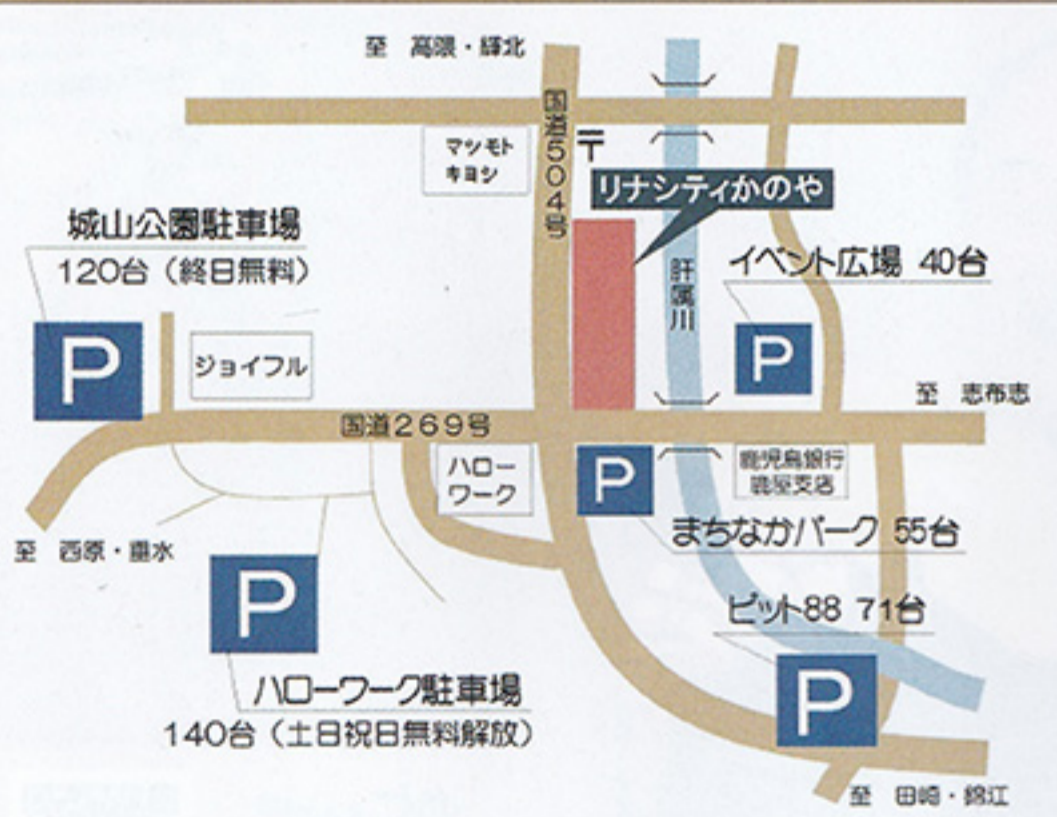 至 高隈・輝北
国道504号
マツモト
キヨシ
〒
リナシティかのや
城山公園駐車場
120台（終日無料）
P
ジョイフル
肝属川
イベント広場 40台
P
至 志布志
国道269号
ハロー
ワーク
P
鹿児島銀行
鹿屋支店
まちなかパーク 55台
至 西原・垂水
P
ピット88 71台
P
ハローワーク駐車場
140台（土日祝日無料解放）
至 田崎・錦江